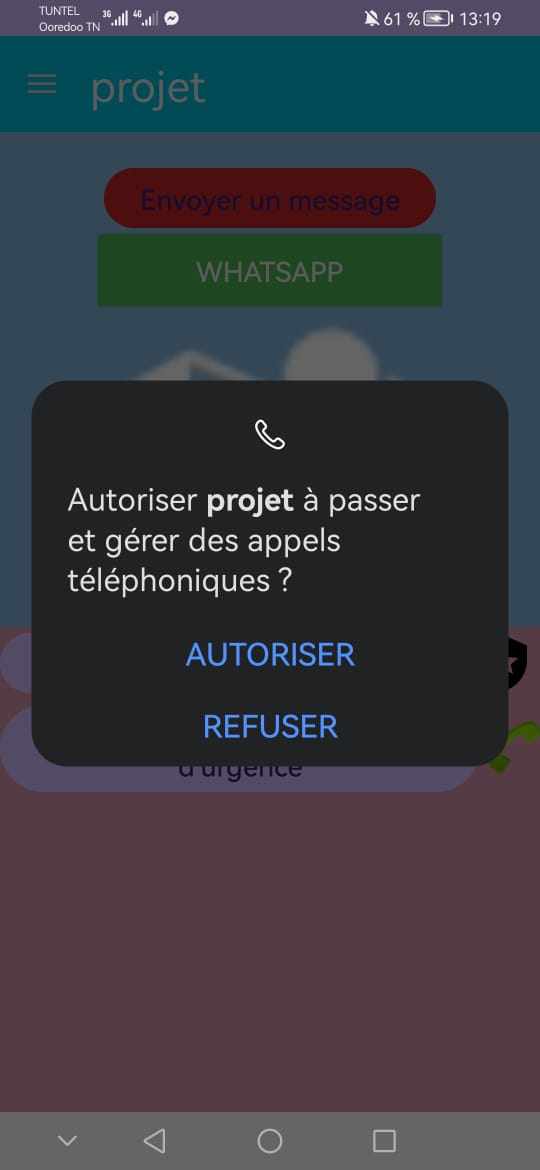 TUNTEL
Ooredoo TN
3G 4G 61 % 13:19
projet
Envoyer un message
WHATSAPP
Autoriser projet à passer
et gérer des appels
téléphoniques ?
AUTORISER
REFUSER
d'urgence